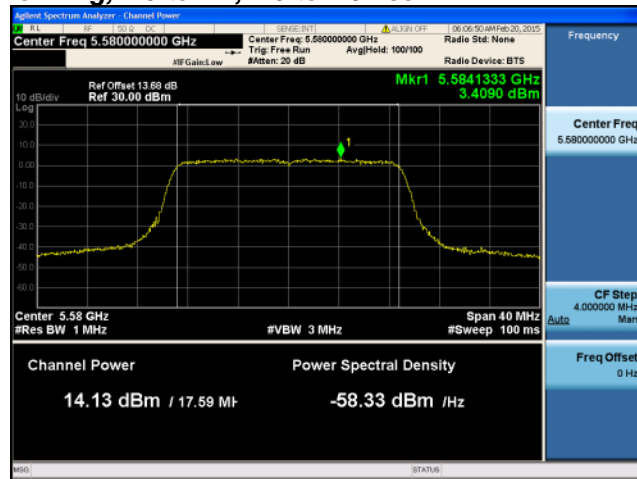 Agilent Spectrum Analyzer - Channel Power
RL RF 50 Ω DC SENSE:INT ALIGN OFF 06:06:50 AM Feb 20, 2015
Center Freq 5.580000000 GHz Center Freq: 5.580000000 GHz Radio Std: None Frequency
Trig: Free Run Avg|Hold: 100/100
#IFGain:Low #Atten: 20 dB Radio Device: BTS
Mkr1 5.5841333 GHz
3.4090 dBm
Ref Offset 13.68 dB
10 dB/div Ref 30.00 dBm
Log
20.0
10.0
0.00
-10.0
-20.0
-30.0
-40.0
-50.0
-60.0
1
Center Freq
5.580000000 GHz
Center 5.58 GHz Span 40 MHz
#Res BW 1 MHz #VBW 3 MHz #Sweep 100 ms
CF Step
4.000000 MHz
Auto Man
Channel Power Power Spectral Density
14.13 dBm / 17.59 MH -58.33 dBm /Hz
Freq Offset
0 Hz
MSG STATUS